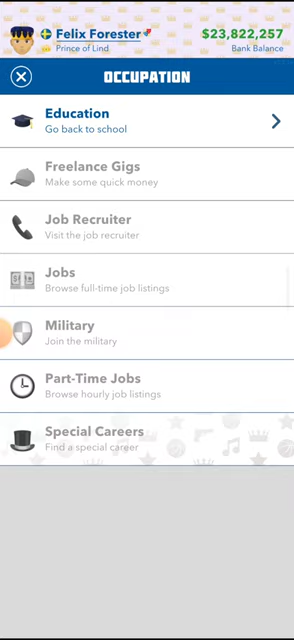 Felix Forester
$23,822,257
Prince of Lind
Bank Balance
OCCUPATION
Education
Go back to school
Freelance Gigs
Make some quick money
Job Recruiter
Visit the job recruiter
Jobs
Browse full-time job listings
Military
Join the military
Part-Time Jobs
Browse hourly job listings
Special Careers
Find a special career